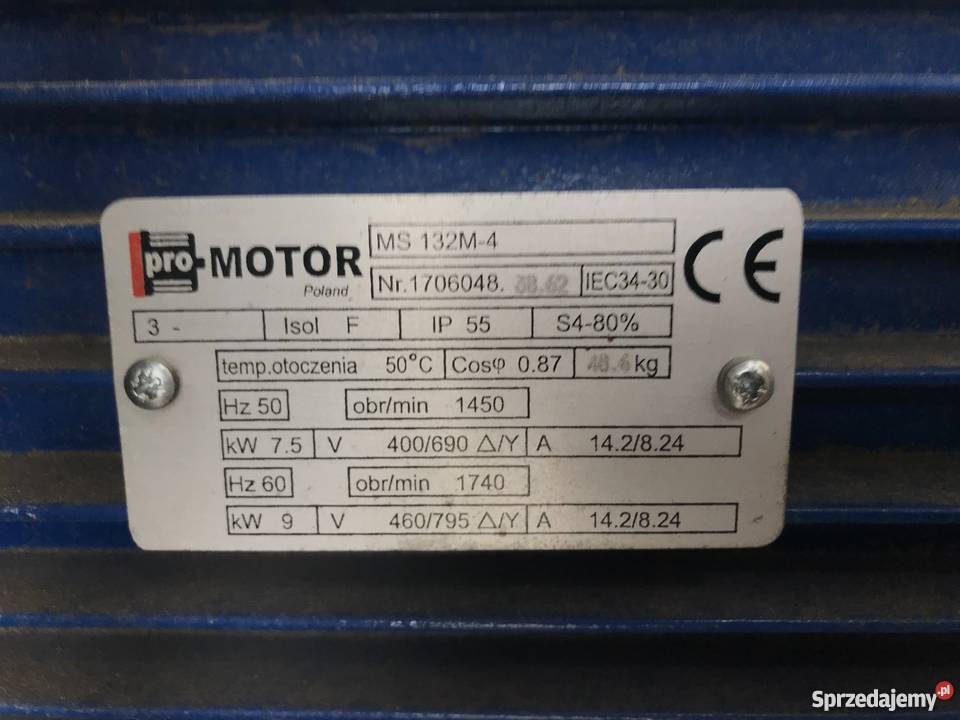 pro-MOTOR
Poland
MS 132M-4
Nr.1706048. IEC34-30
CE
3 - Isol F IP 55 S4-80%
temp.otoczenia 50°C Cosφ 0.87 kg
Hz 50 obr/min 1450
kW 7.5 V 400/690 △/Y A 14.2/8.24
Hz 60 obr/min 1740
kW 9 V 460/795 △/Y A 14.2/8.24
Sprzedajemy.pl